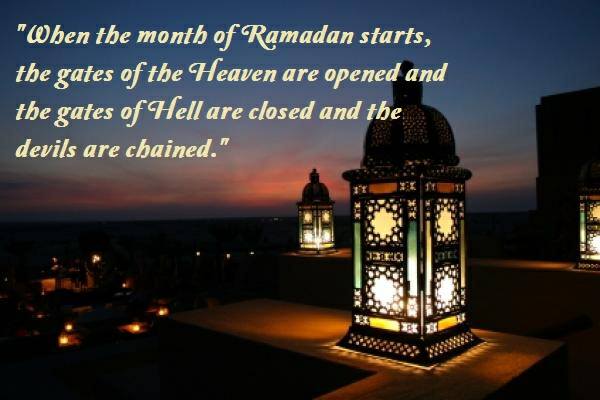 "When the month of Ramadan starts,
the gates of the Heaven are opened and
the gates of Hell are closed and the
devils are chained."